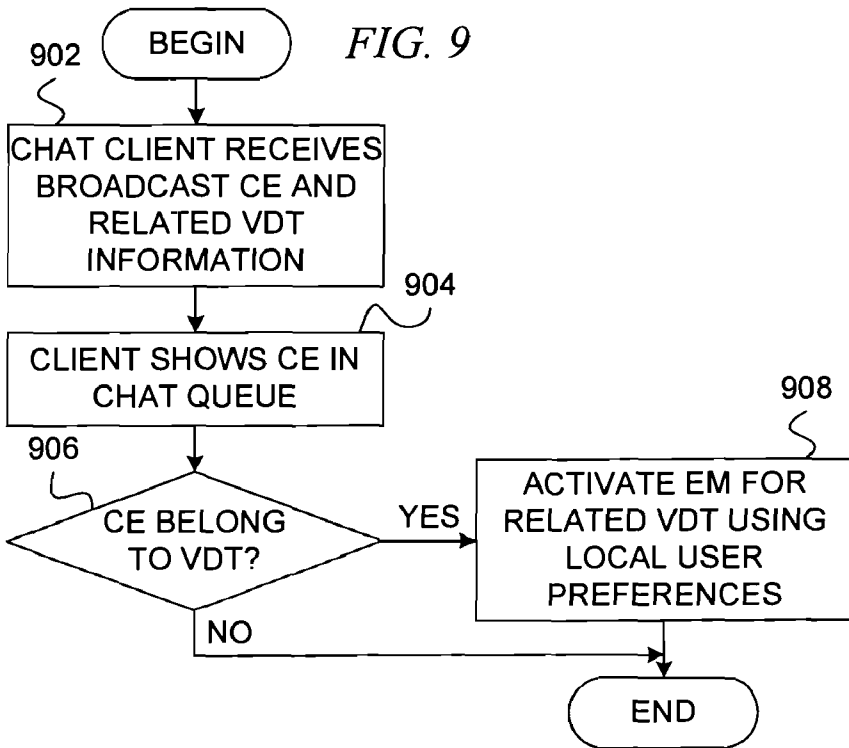 BEGIN
FIG. 9
902
CHAT CLIENT RECEIVES
BROADCAST CE AND
RELATED VDT
INFORMATION
904
CLIENT SHOWS CE IN
CHAT QUEUE
906
CE BELONG
TO VDT?
YES
908
ACTIVATE EM FOR
RELATED VDT USING
LOCAL USER
PREFERENCES
NO
END